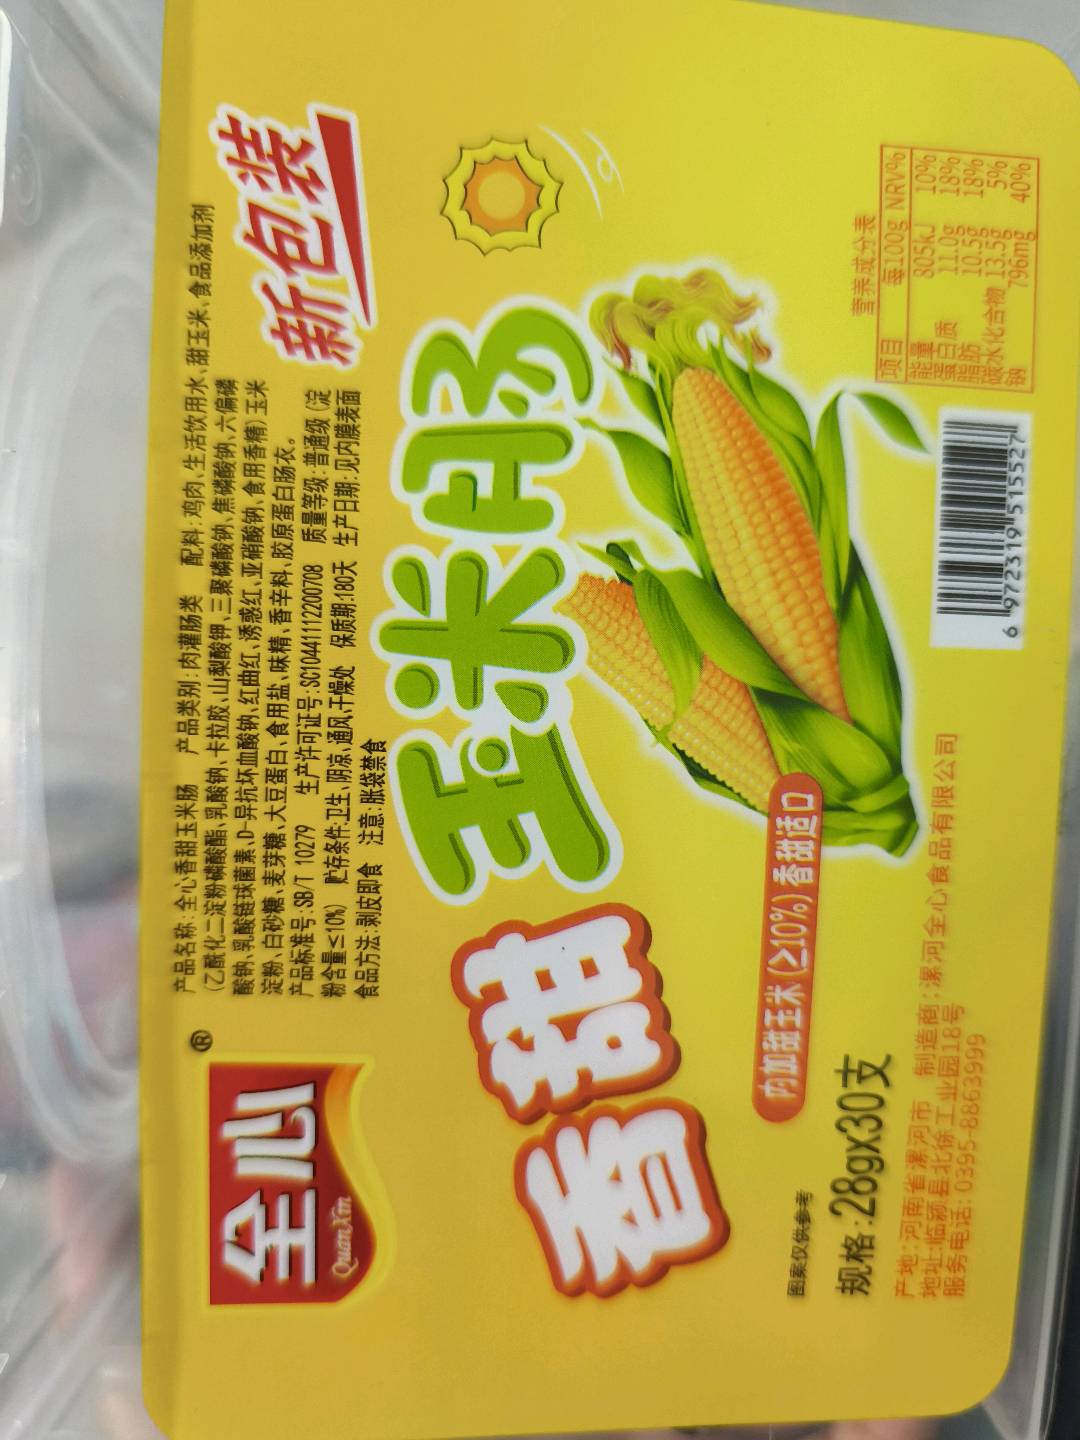 全心®
QuanXin
产品名称:全心香甜玉米肠 产品类别:肉灌肠类 配料:鸡肉、生活饮用水、甜玉米、食品添加剂
(乙酰化二淀粉磷酸酯、乳酸钠、卡拉胶、山梨酸钾、三聚磷酸钠、焦磷酸钠、六偏磷
酸钠、乳酸链球菌素、D-异抗坏血酸钠、红曲红、诱惑红、亚硝酸钠、食用香精)玉米
淀粉、白砂糖、麦芽糖、大豆蛋白、食用盐、味精、香辛料、胶原蛋白肠衣。
产品标准号:SB/T 10279 生产许可证号:SC10441112200708 质量等级:普通级(淀
粉含量≤10%) 贮存条件:卫生、阴凉、通风、干燥处 保质期:180天 生产日期:见内膜表面
食品方法:剥皮即食 注意:胀袋禁食
新包装
香甜玉米肠
内加甜玉米(≥10%)香甜适口
图案仅供参考
规格:28gx30支
产地:河南省漯河市 制造商:漯河全心食品有限公司
地址:临颍县北徐工业园18号
服务电话:0395-8863999
6 972319 515527
营养成分表
项目 每100g NRV%
能量 805kJ 10%
蛋白质 11.0g 18%
脂肪 10.5g 18%
碳水化合物 13.5g 5%
钠 796mg 40%